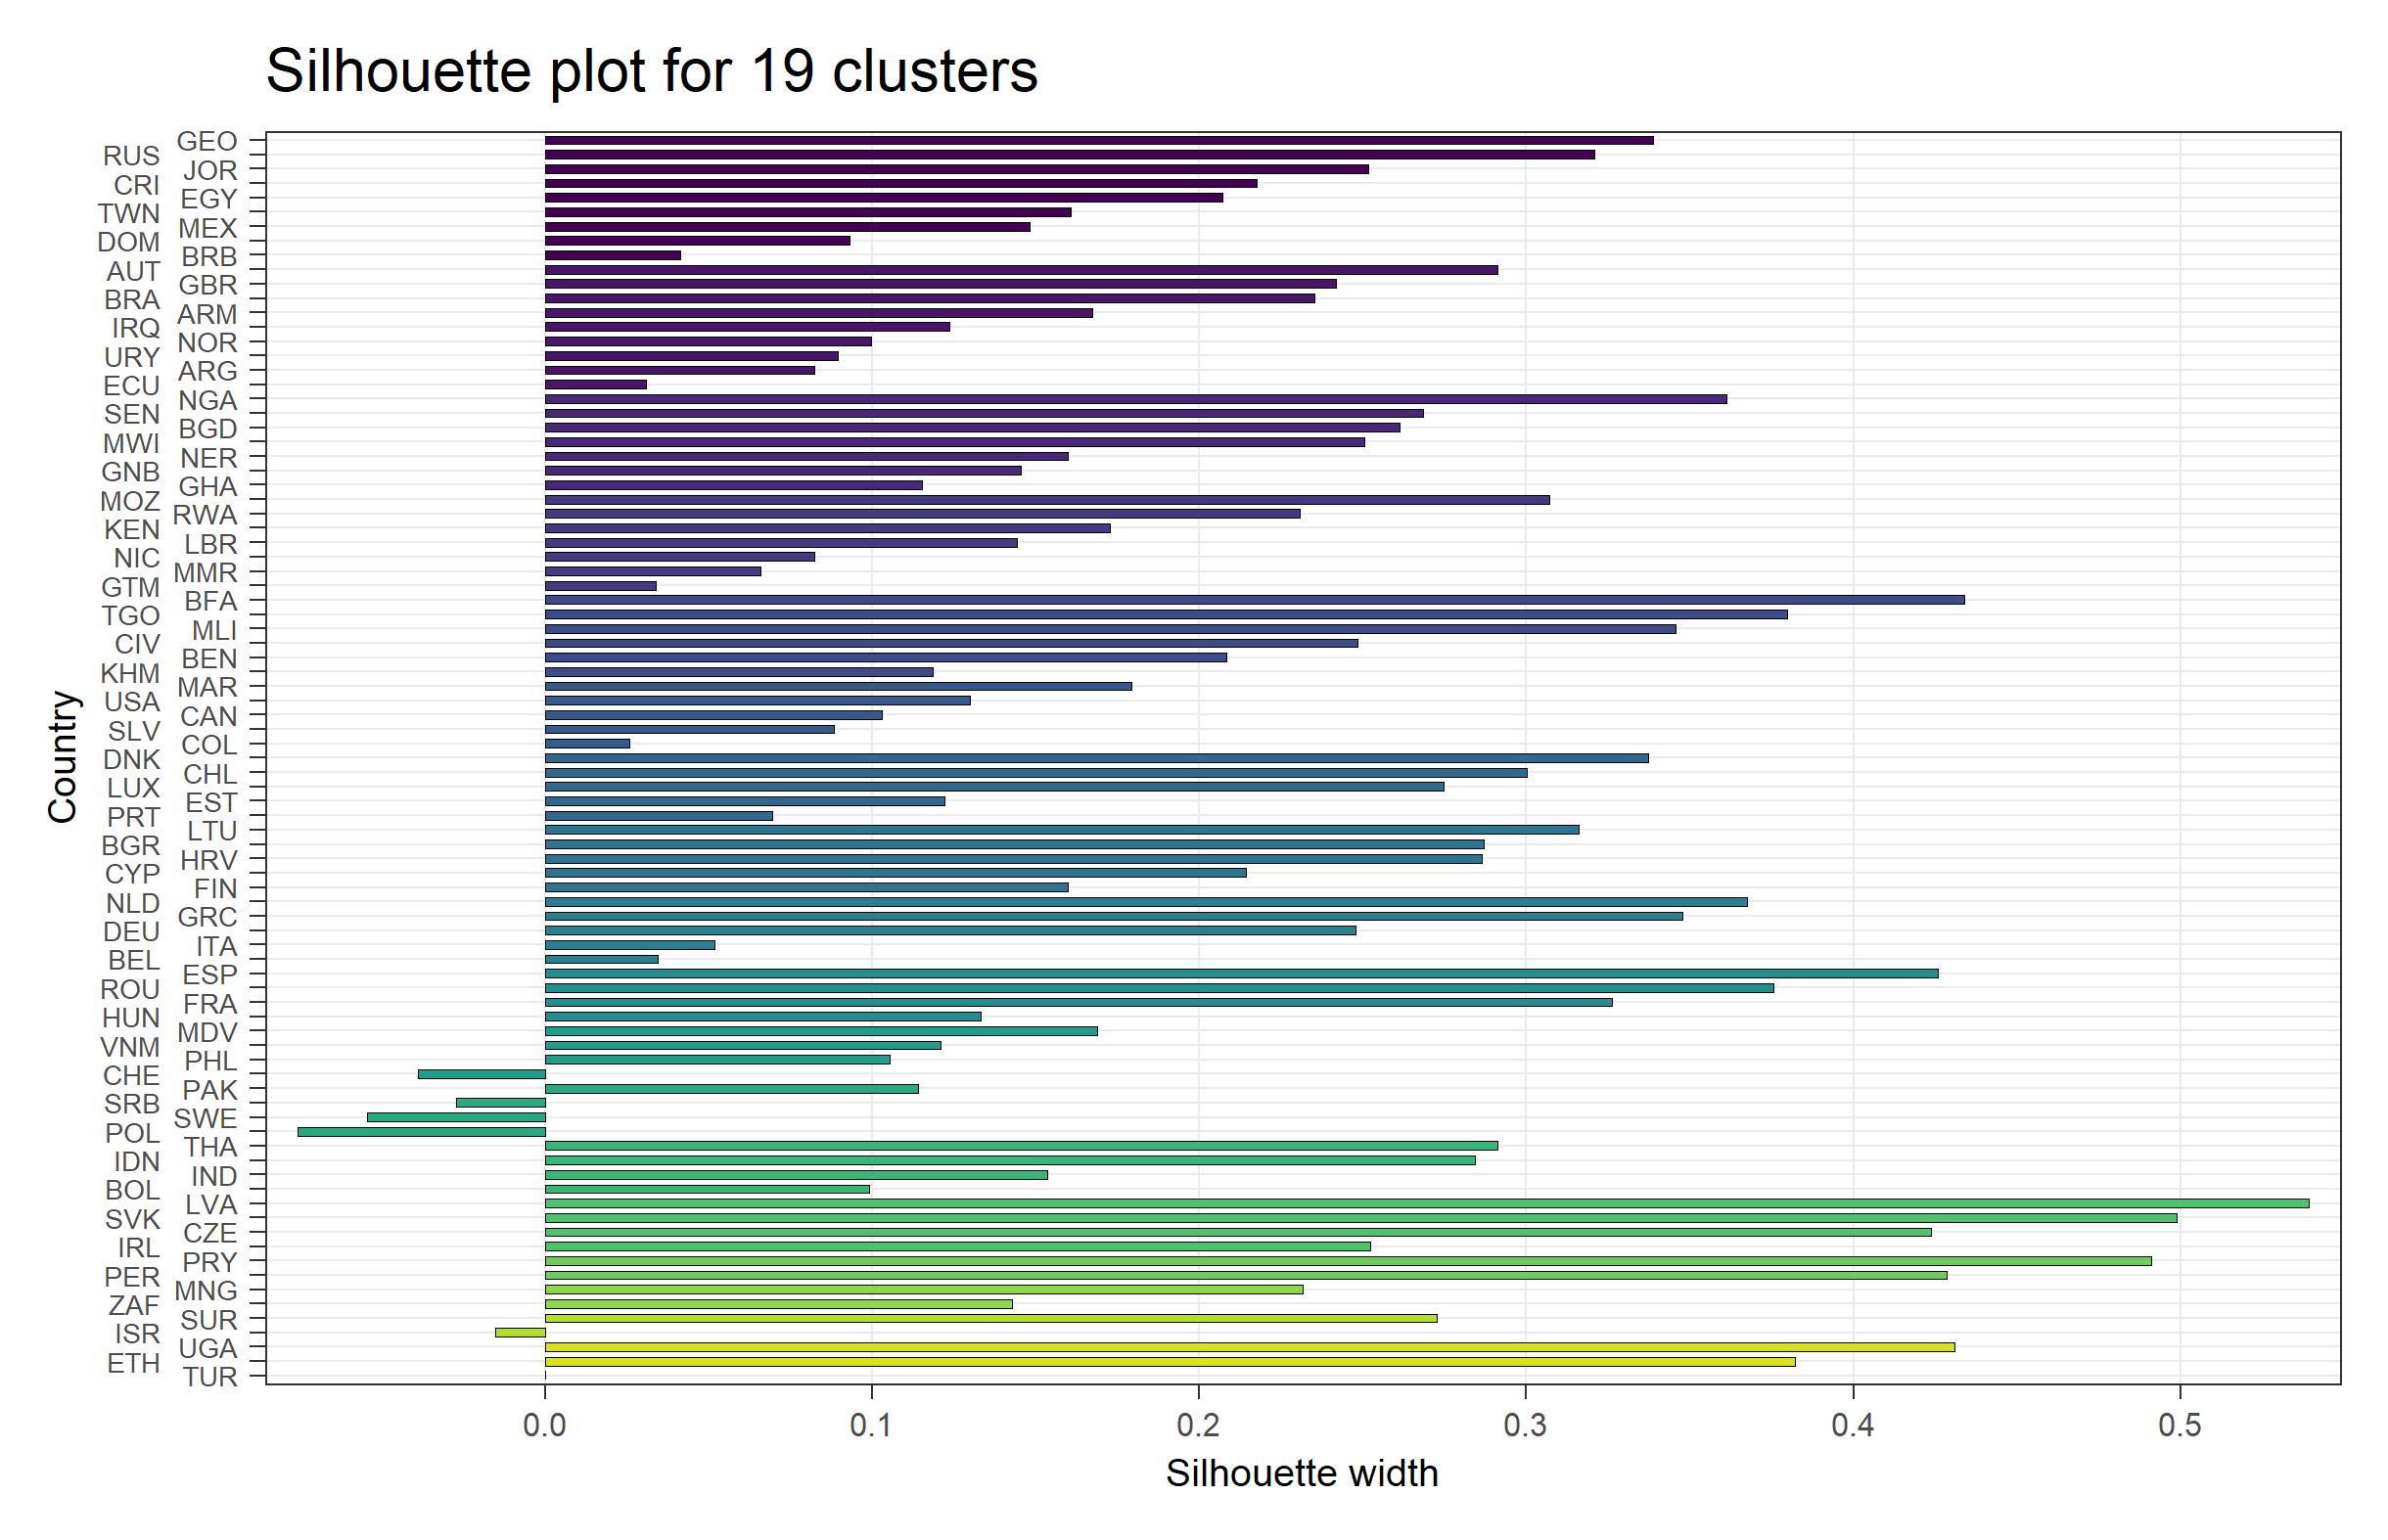 Silhouette plot for 19 clusters
GEO
RUS
JOR
CRI
EGY
TWN
MEX
DOM
BRB
AUT
GBR
BRA
ARM
IRQ
NOR
URY
ARG
ECU
NGA
SEN
BGD
MWI
NER
GNB
GHA
MOZ
RWA
KEN
LBR
NIC
MMR
GTM
BFA
TGO
MLI
CIV
BEN
KHM
MAR
USA
CAN
SLV
COL
DNK
CHL
LUX
EST
PRT
LTU
BGR
HRV
CYP
FIN
NLD
GRC
DEU
ITA
BEL
ESP
ROU
FRA
HUN
MDV
VNM
PHL
CHE
PAK
SRB
SWE
POL
THA
IDN
IND
BOL
LVA
SVK
CZE
IRL
PRY
PER
MNG
ZAF
SUR
ISR
UGA
ETH
TUR
Country
0.0 0.1 0.2 0.3 0.4 0.5
Silhouette width